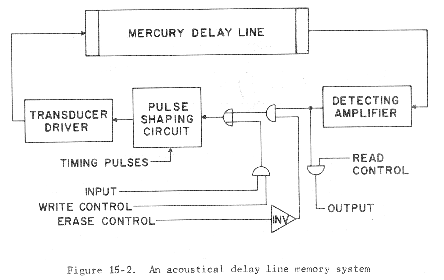 MERCURY DELAY LINE
TRANSDUCER
DRIVER
PULSE
SHAPING
CIRCUIT
DETECTING
AMPLIFIER
TIMING PULSES
READ
CONTROL
INPUT
WRITE CONTROL
ERASE CONTROL
INV
OUTPUT
Figure 15-2. An acoustical delay line memory system